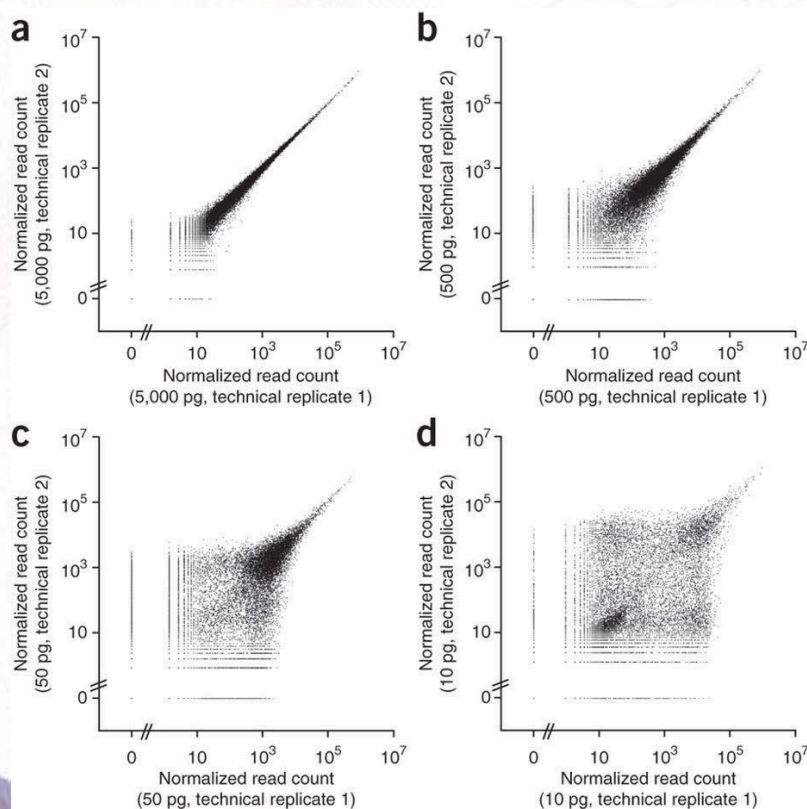 a
10⁷
10⁵
10³
10
0
Normalized read count
(5,000 pg, technical replicate 2)
0 10 10³ 10⁵ 10⁷
Normalized read count
(5,000 pg, technical replicate 1)
b
10⁷
10⁵
10³
10
0
Normalized read count
(500 pg, technical replicate 2)
0 10 10³ 10⁵ 10⁷
Normalized read count
(500 pg, technical replicate 1)
c
10⁷
10⁵
10³
10
0
Normalized read count
(50 pg, technical replicate 2)
0 10 10³ 10⁵ 10⁷
Normalized read count
(50 pg, technical replicate 1)
d
10⁷
10⁵
10³
10
0
Normalized read count
(10 pg, technical replicate 2)
0 10 10³ 10⁵ 10⁷
Normalized read count
(10 pg, technical replicate 1)